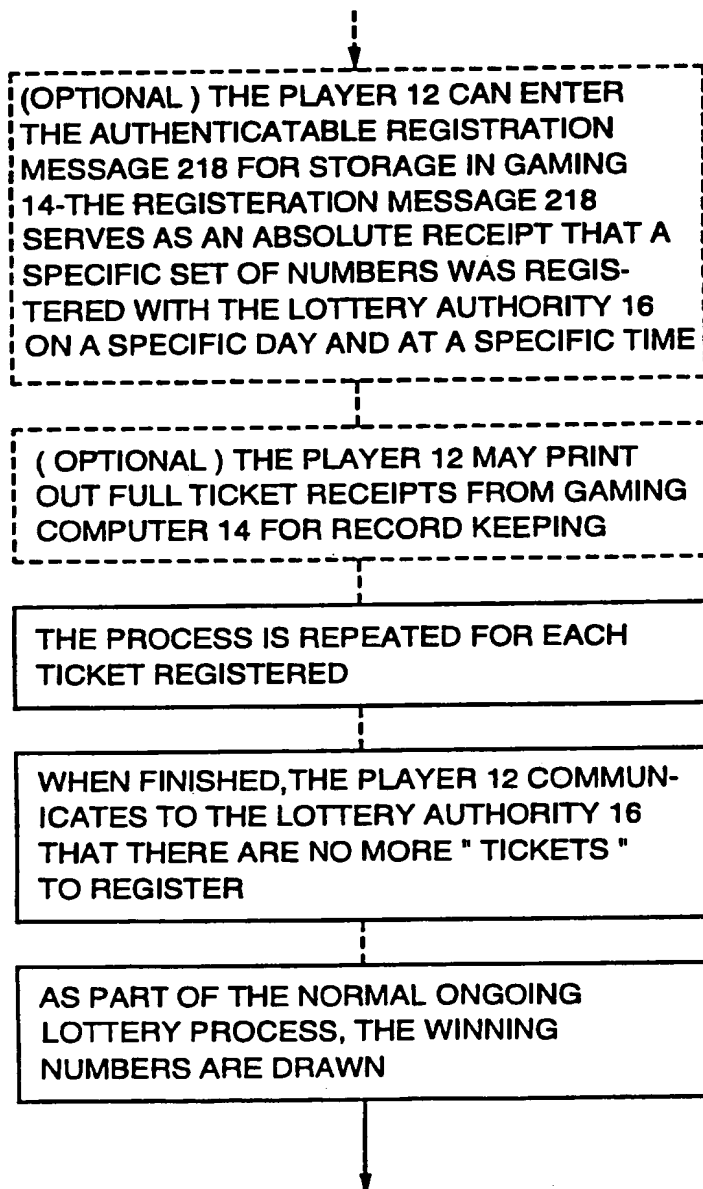 (OPTIONAL ) THE PLAYER 12 CAN ENTER
THE AUTHENTICATABLE REGISTRATION
MESSAGE 218 FOR STORAGE IN GAMING
14-THE REGISTERATION MESSAGE 218
SERVES AS AN ABSOLUTE RECEIPT THAT A
SPECIFIC SET OF NUMBERS WAS REGIS-
TERED WITH THE LOTTERY AUTHORITY 16
ON A SPECIFIC DAY AND AT A SPECIFIC TIME
( OPTIONAL ) THE PLAYER 12 MAY PRINT
OUT FULL TICKET RECEIPTS FROM GAMING
COMPUTER 14 FOR RECORD KEEPING
THE PROCESS IS REPEATED FOR EACH
TICKET REGISTERED
WHEN FINISHED,THE PLAYER 12 COMMUN-
ICATES TO THE LOTTERY AUTHORITY 16
THAT THERE ARE NO MORE " TICKETS "
TO REGISTER
AS PART OF THE NORMAL ONGOING
LOTTERY PROCESS, THE WINNING
NUMBERS ARE DRAWN